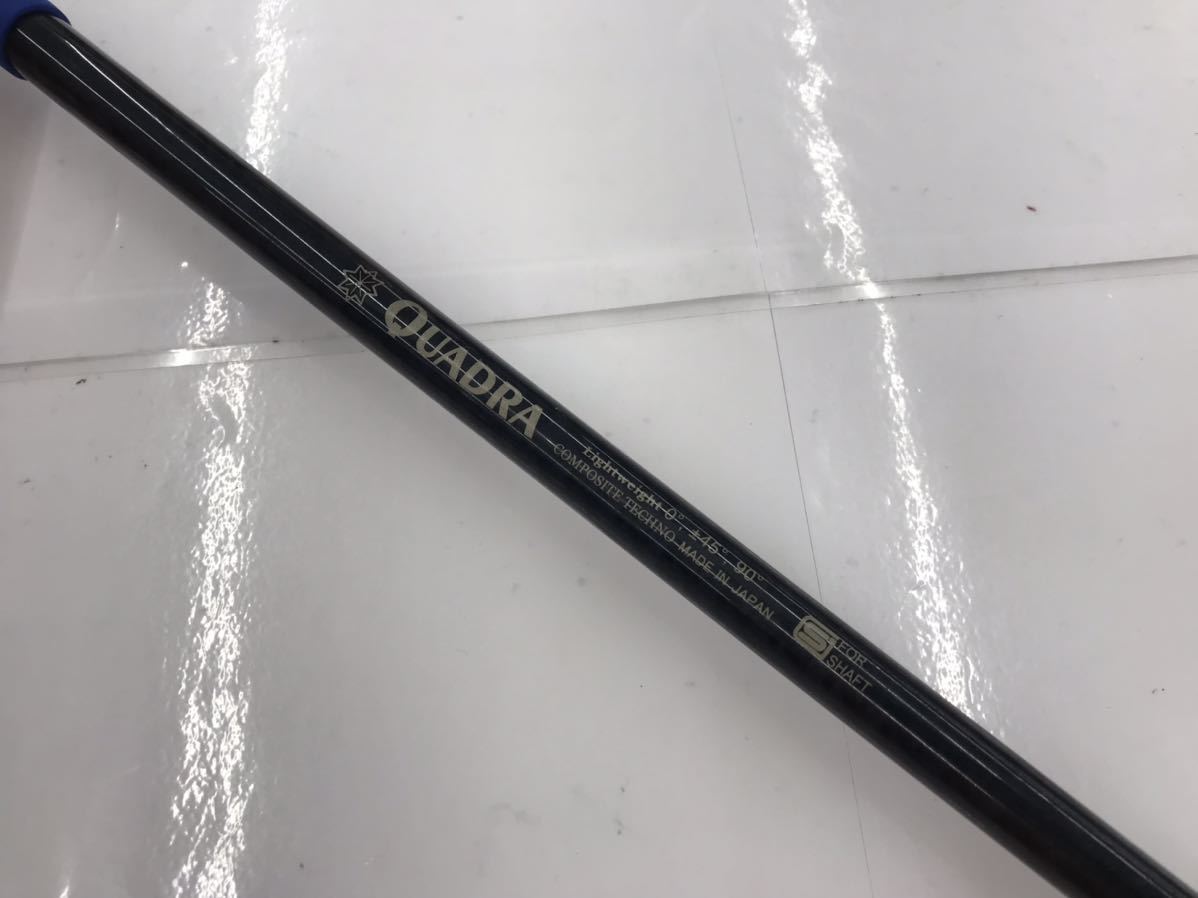 QUADRA
Lightweight 0°, ±45°, 90°
COMPOSITE TECHNO MADE IN JAPAN
S FOR
SHAFT